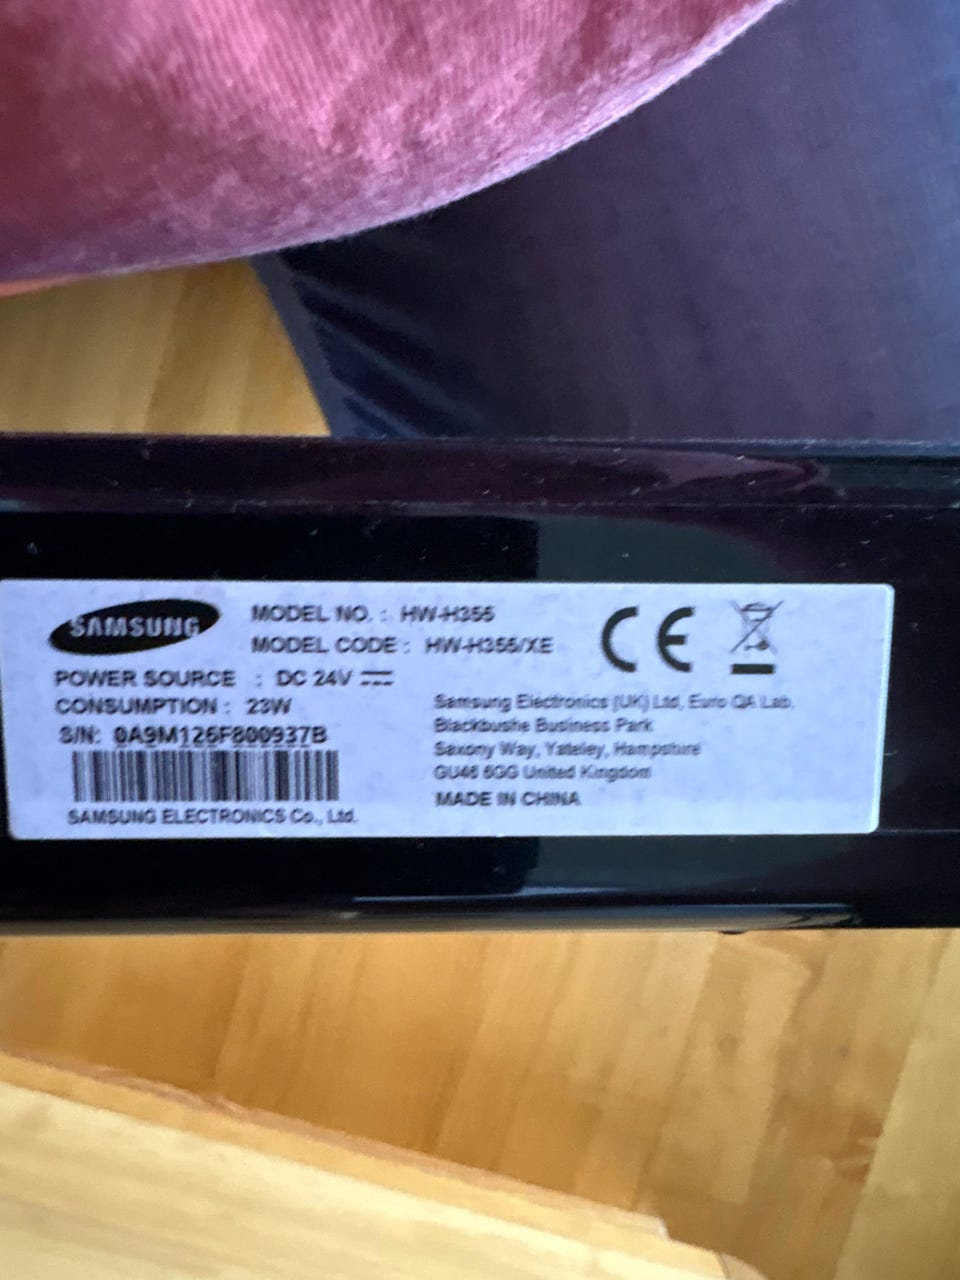 SAMSUNG
MODEL NO. : HW-H355
MODEL CODE : HW-H355/XE
POWER SOURCE : DC 24V
CONSUMPTION : 23W
S/N: 0A9M126F800937B
SAMSUNG ELECTRONICS Co., Ltd.
CE
Samsung Electronics (UK) Ltd, Euro QA Lab.
Blackbushe Business Park
Saxony Way, Yateley, Hampshire
GU46 6GG United Kingdom
MADE IN CHINA